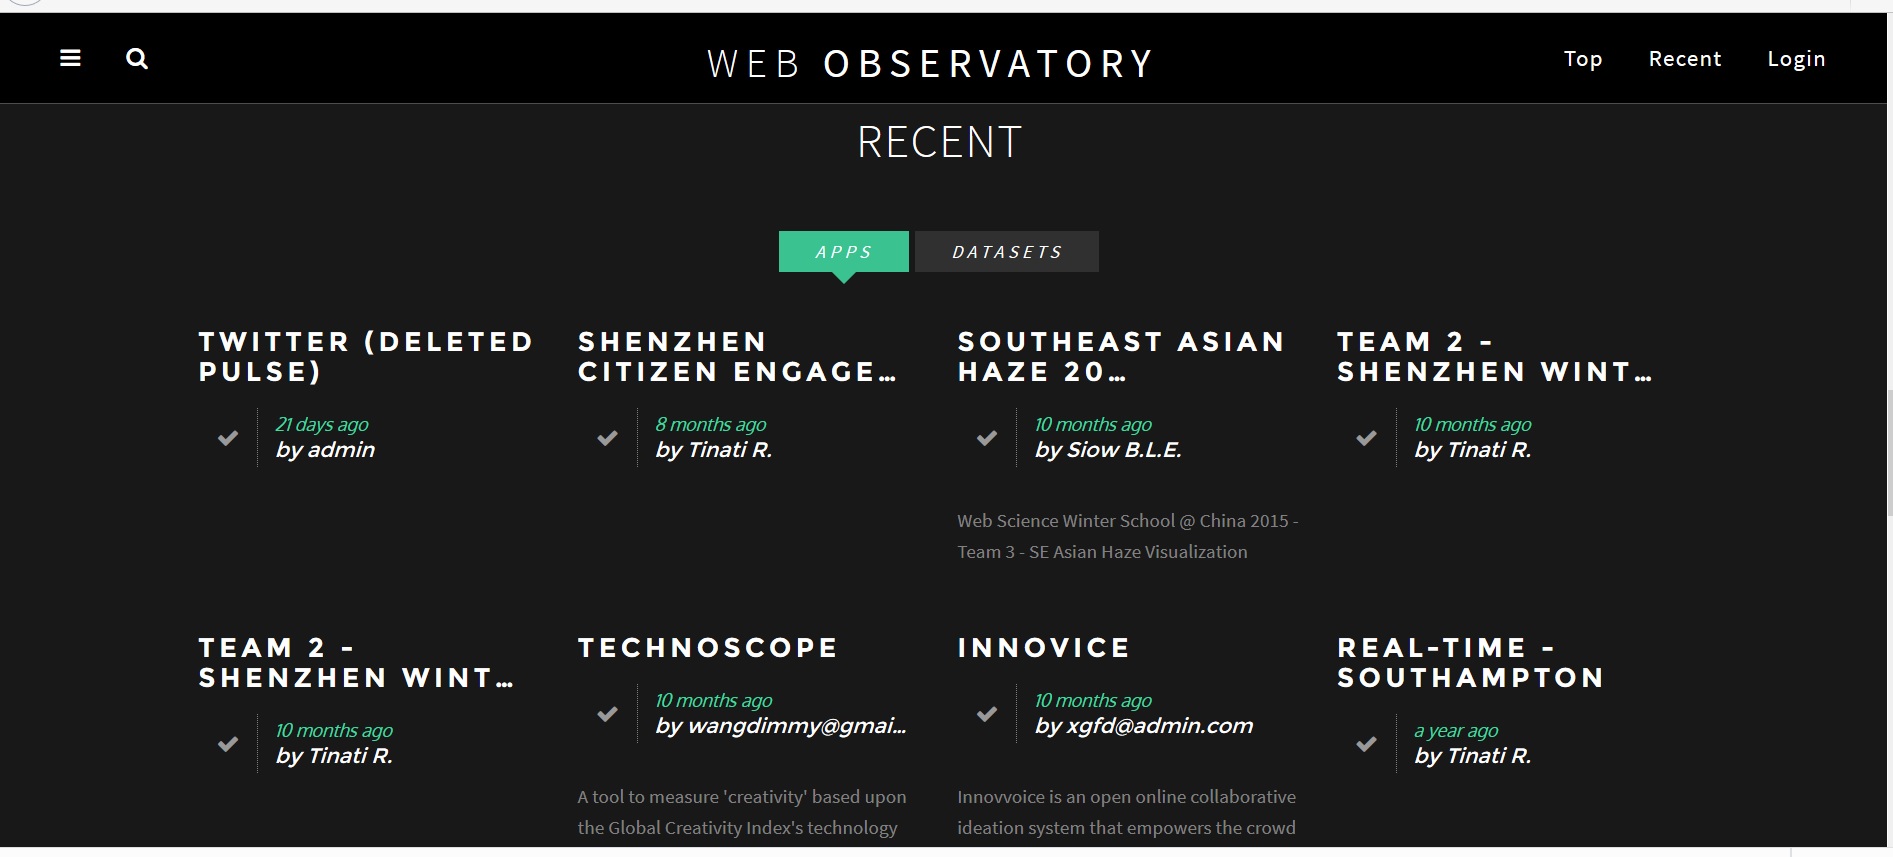 WEB OBSERVATORY
Top Recent Login
RECENT
APPS DATASETS
TWITTER (DELETED
PULSE)
21 days ago
by admin
SHENZHEN
CITIZEN ENGAGE...
8 months ago
by Tinati R.
SOUTHEAST ASIAN
HAZE 20...
10 months ago
by Siow B.L.E.
Web Science Winter School @ China 2015 -
Team 3 - SE Asian Haze Visualization
TEAM 2 -
SHENZHEN WINT...
10 months ago
by Tinati R.
TEAM 2 -
SHENZHEN WINT...
10 months ago
by Tinati R.
TECHNOSCOPE
10 months ago
by wangdimmy@gmai...
A tool to measure 'creativity' based upon
the Global Creativity Index's technology
INNOVICE
10 months ago
by xgfd@admin.com
Innovvoice is an open online collaborative
ideation system that empowers the crowd
REAL-TIME -
SOUTHAMPTON
a year ago
by Tinati R.